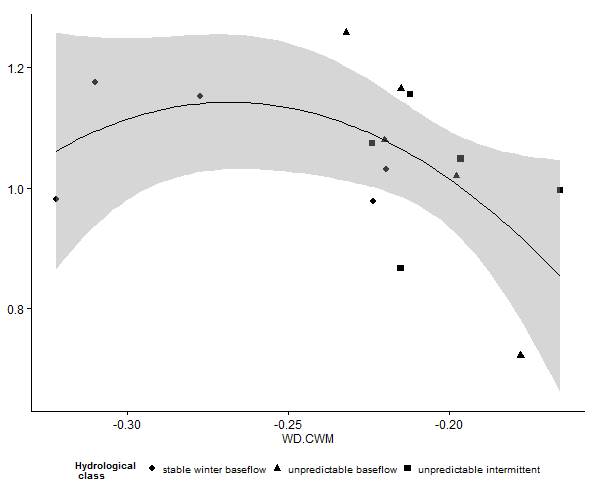 1.2
1.0
0.8
-0.30 -0.25 -0.20
WD.CWM
Hydrological
class
stable winter baseflow unpredictable baseflow unpredictable intermittent